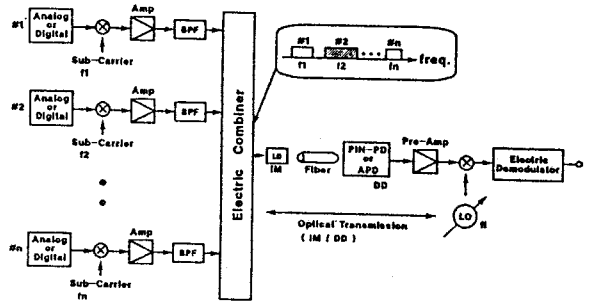 #1
Analog
or
Digital
Amp
BPF
Sub-Carrier
f1
#2
Analog
or
Digital
Amp
BPF
Sub-Carrier
f2
#n
Analog
or
Digital
Amp
BPF
Sub-Carrier
fn
Electric Combiner
#1 #2 #n
f1 f2 fn
freq.
LD
IM
Fiber
PIN-PD
or
APD
DD
Pre-Amp
Electric
Demodulator
LO
Optical Transmission
( IM / DD )